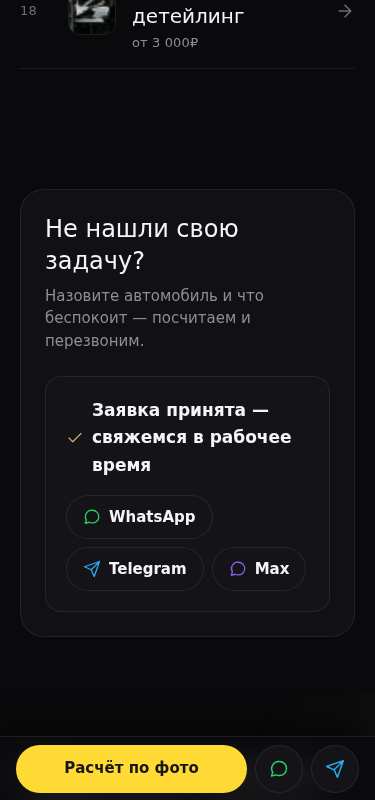 18
детейлинг
от 3 000₽
Не нашли свою
задачу?
Назовите автомобиль и что
беспокоит — посчитаем и
перезвоним.
Заявка принята —
свяжемся в рабочее
время
WhatsApp
Telegram
Max
Расчёт по фото